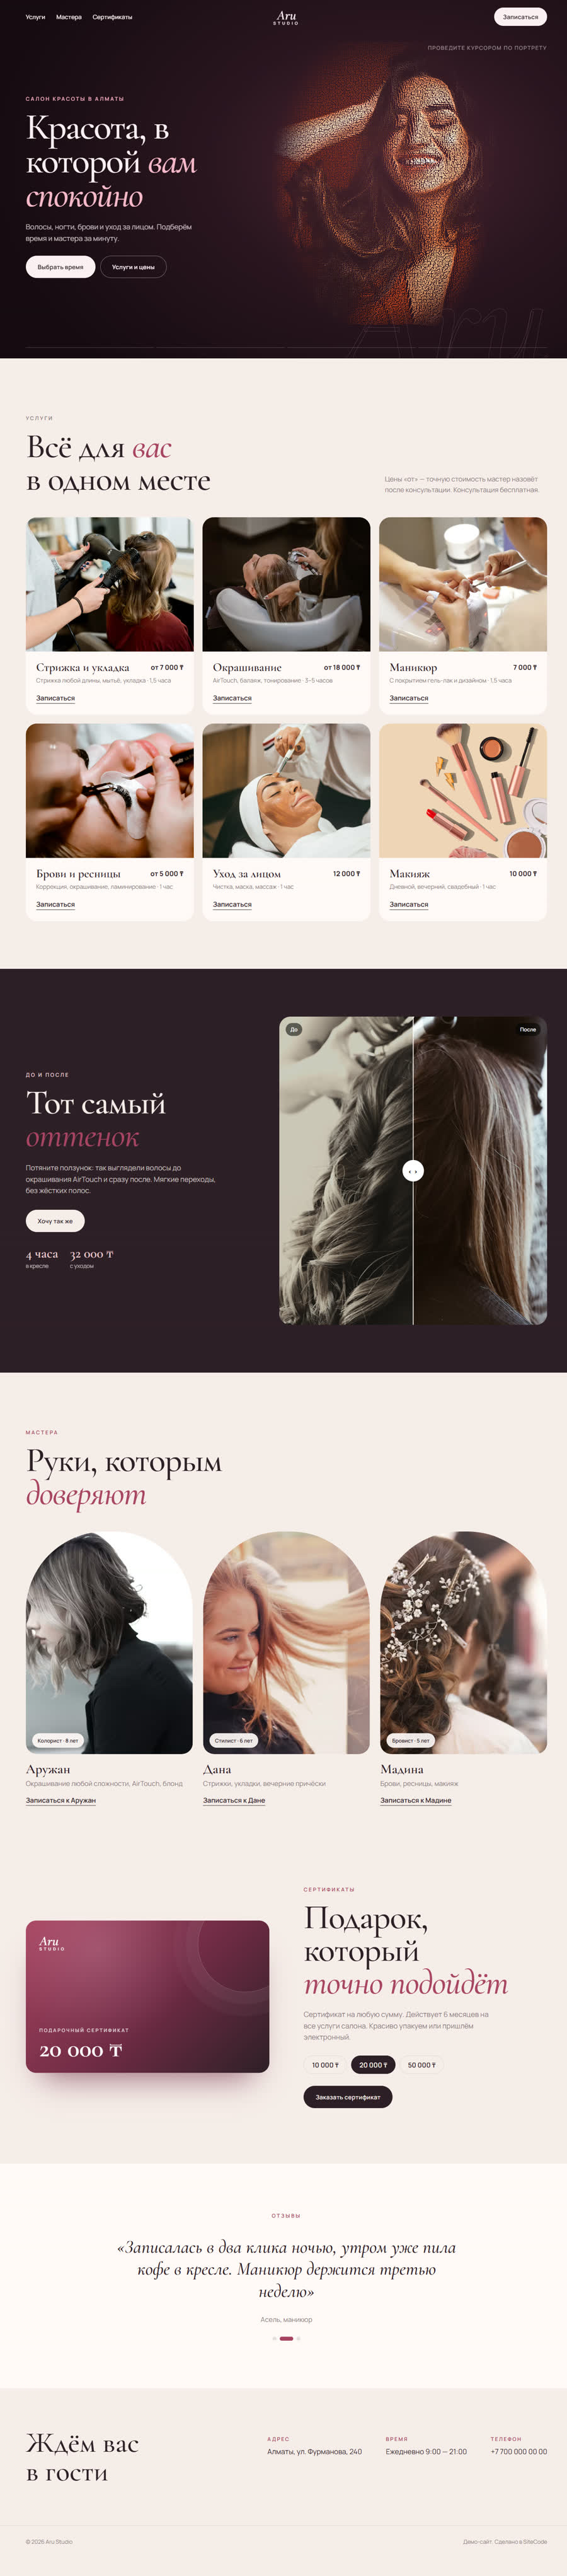 Услуги Мастера Сертификаты
Aru
STUDIO
Записаться
ПРОВЕДИТЕ КУРСОРОМ ПО ПОРТРЕТУ
САЛОН КРАСОТЫ В АЛМАТЫ
Красота, в
которой вам
спокойно
Волосы, ногти, брови и уход за лицом. Подберём
время и мастера за минуту.
Выбрать время
Услуги и цены
Aru
УСЛУГИ
Всё для вас
в одном месте
Цены «от» — точную стоимость мастер назовёт
после консультации. Консультация бесплатная.
Стрижка и укладка от 7 000 ₸
Стрижка любой длины, мытьё, укладка · 1,5 часа
Записаться
Окрашивание от 18 000 ₸
AirTouch, балаяж, тонирование · 3–5 часов
Записаться
Маникюр 7 000 ₸
С покрытием гель-лак и дизайном · 1,5 часа
Записаться
Брови и ресницы от 5 000 ₸
Коррекция, окрашивание, ламинирование · 1 час
Записаться
Уход за лицом 12 000 ₸
Чистка, маска, массаж · 1 час
Записаться
Макияж 10 000 ₸
Дневной, вечерний, свадебный · 1 час
Записаться
ДО И ПОСЛЕ
Тот самый
оттенок
Потяните ползунок: так выглядели волосы до
окрашивания AirTouch и сразу после. Мягкие переходы,
без жёстких полос.
Хочу так же
4 часа
в кресле
32 000 ₸
с уходом
До
После
МАСТЕРА
Руки, которым
доверяют
Колорист · 8 лет
Аружан
Окрашивание любой сложности, AirTouch, блонд
Записаться к Аружан
Стилист · 6 лет
Дана
Стрижки, укладки, вечерние причёски
Записаться к Дане
Бровист · 5 лет
Мадина
Брови, ресницы, макияж
Записаться к Мадине
Aru
STUDIO
ПОДАРОЧНЫЙ СЕРТИФИКАТ
20 000 ₸
СЕРТИФИКАТЫ
Подарок,
который
точно подойдёт
Сертификат на любую сумму. Действует 6 месяцев на
все услуги салона. Красиво упакуем или пришлём
электронный.
10 000 ₸
20 000 ₸
50 000 ₸
Заказать сертификат
ОТЗЫВЫ
«Записалась в два клика ночью, утром уже пила
кофе в кресле. Маникюр держится третью
неделю»
Асель, маникюр
Ждём вас
в гости
АДРЕС
Алматы, ул. Фурманова, 240
ВРЕМЯ
Ежедневно 9:00 — 21:00
ТЕЛЕФОН
+7 700 000 00 00
© 2026 Aru Studio
Демо-сайт. Сделано в SiteCode